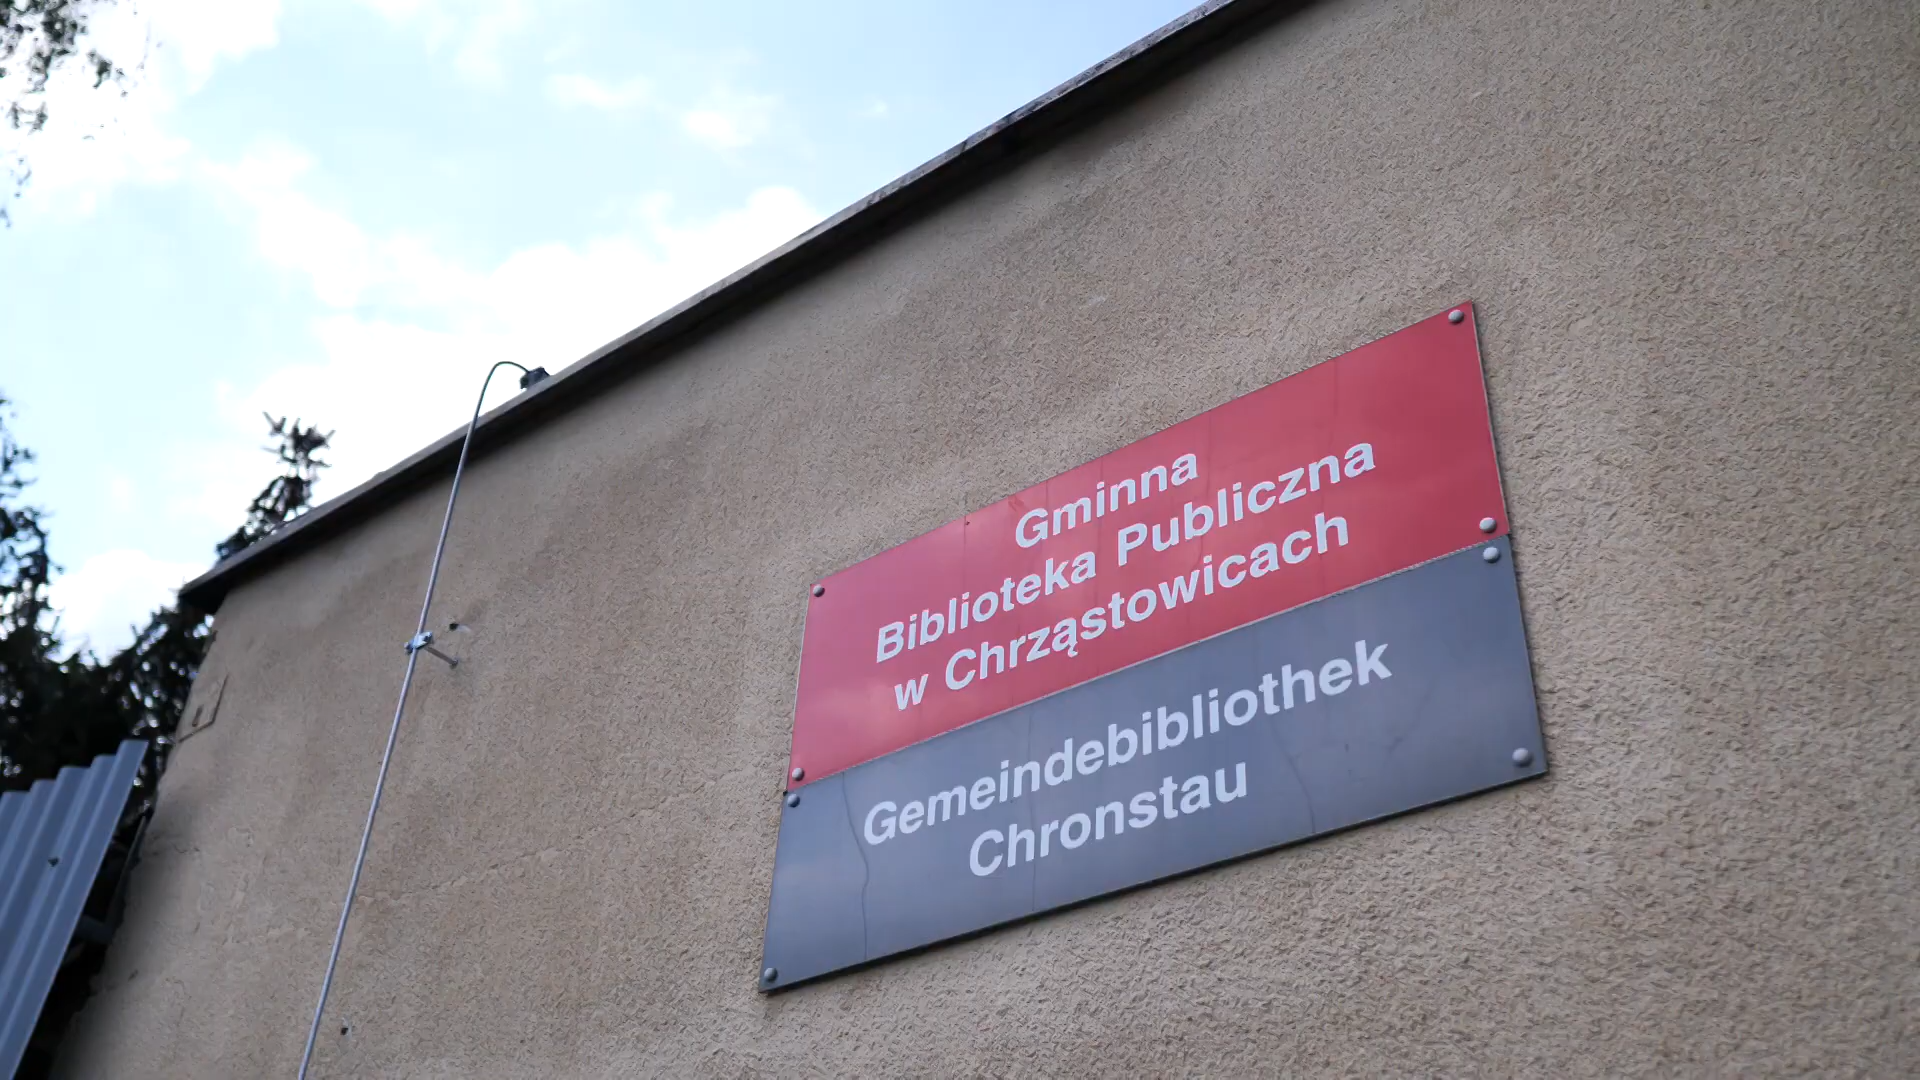 Gminna
Biblioteka Publiczna
w Chrząstowicach
Gemeindebibliothek
Chronstau